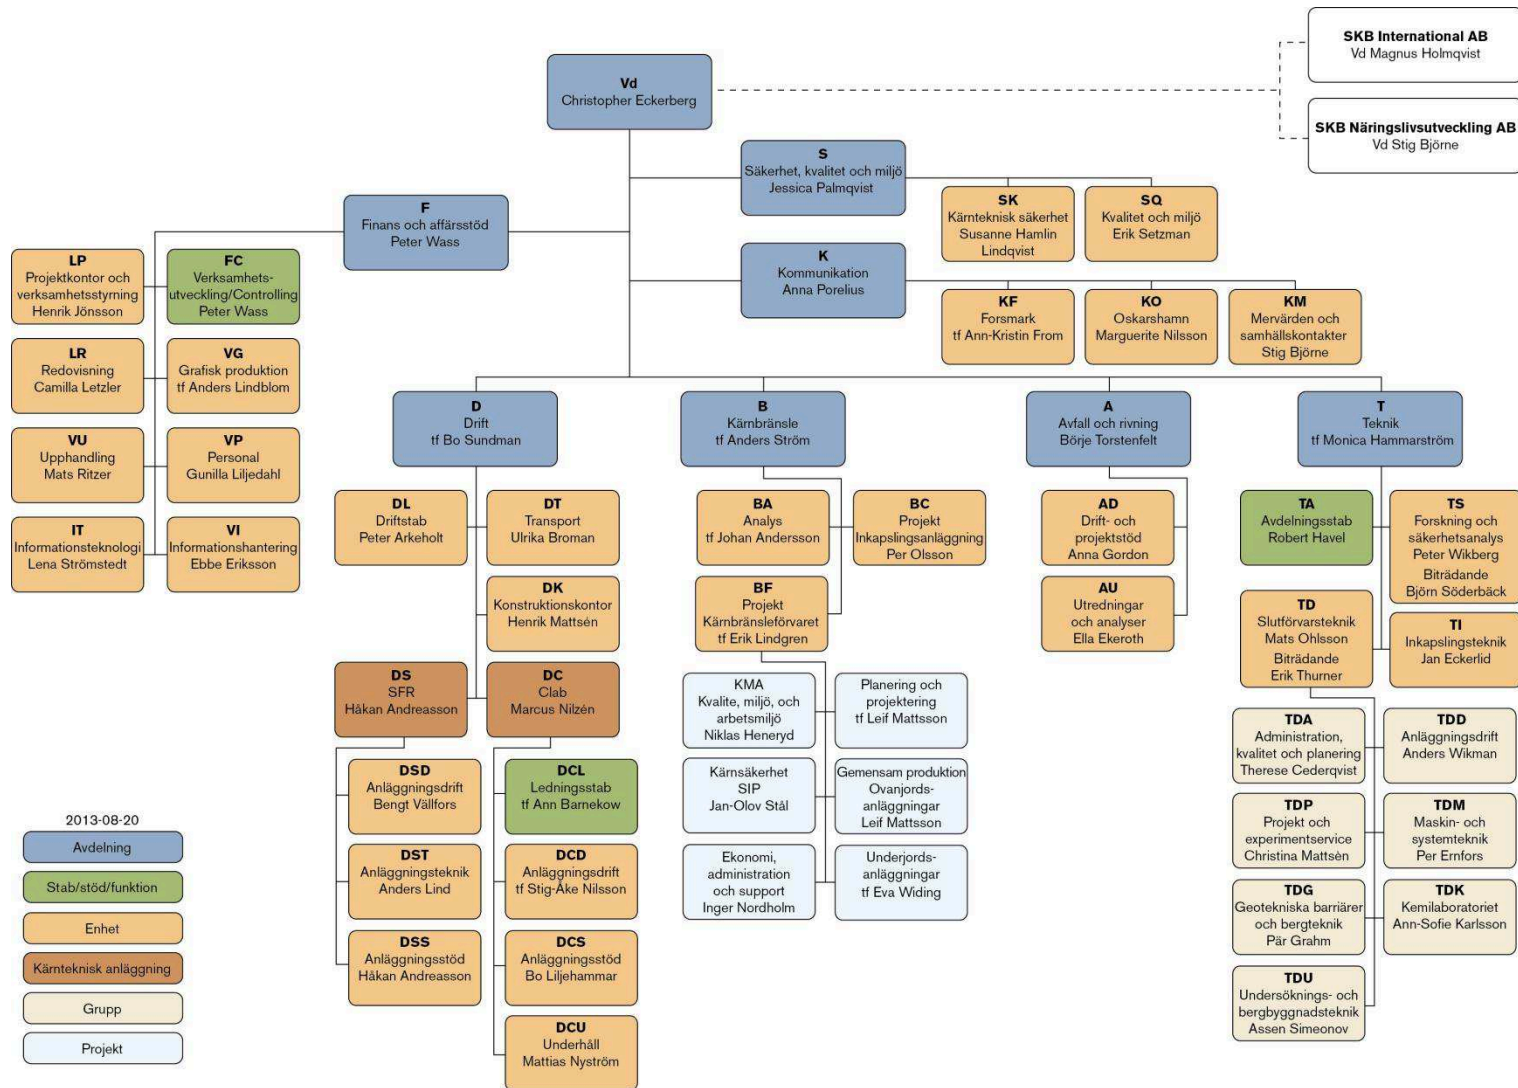 SKB International AB
Vd Magnus Holmqvist
SKB Näringslivsutveckling AB
Vd Stig Björne
Vd
Christopher Eckerberg
S
Säkerhet, kvalitet och miljö
Jessica Palmqvist
SK
Kärnteknisk säkerhet
Susanne Hamlin
Lindqvist
SQ
Kvalitet och miljö
Erik Setzman
F
Finans och affärsstöd
Peter Wass
K
Kommunikation
Anna Porelius
KF
Forsmark
tf Ann-Kristin From
KO
Oskarshamn
Marguerite Nilsson
KM
Mervärden och
samhällskontakter
Stig Björne
LP
Projektkontor och
verksamhetsstyrning
Henrik Jönsson
FC
Verksamhets-
utveckling/Controlling
Peter Wass
LR
Redovisning
Camilla Letzler
VG
Grafisk produktion
tf Anders Lindblom
VU
Upphandling
Mats Ritzer
VP
Personal
Gunilla Liljedahl
IT
Informationsteknologi
Lena Strömstedt
VI
Informationshantering
Ebbe Eriksson
D
Drift
tf Bo Sundman
B
Kärnbränsle
tf Anders Ström
A
Avfall och rivning
Börje Torstenfelt
T
Teknik
tf Monica Hammarström
DL
Driftstab
Peter Arkeholt
DT
Transport
Ulrika Broman
DK
Konstruktionskontor
Henrik Mattsén
DS
SFR
Håkan Andreasson
DC
Clab
Marcus Nilzén
DSD
Anläggningsdrift
Bengt Vällfors
DST
Anläggningsteknik
Anders Lind
DSS
Anläggningsstöd
Håkan Andreasson
DCL
Ledningsstab
tf Ann Barnekow
DCD
Anläggningsdrift
tf Stig-Åke Nilsson
DCS
Anläggningsstöd
Bo Liljehammar
DCU
Underhåll
Mattias Nyström
BA
Analys
tf Johan Andersson
BC
Projekt
Inkapslingsanläggning
Per Olsson
BF
Projekt
Kärnbränsleförvaret
tf Erik Lindgren
KMA
Kvalite, miljö, och
arbetsmiljö
Niklas Heneryd
Planering och
projektering
tf Leif Mattsson
Kärnsäkerhet
SIP
Jan-Olov Stål
Gemensam produktion
Ovanjords-
anläggningar
Leif Mattsson
Ekonomi,
administration
och support
Inger Nordholm
Underjords-
anläggningar
tf Eva Widing
AD
Drift- och
projektstöd
Anna Gordon
AU
Utredningar
och analyser
Ella Ekeroth
TA
Avdelningsstab
Robert Havel
TS
Forskning och
säkerhetsanalys
Peter Wikberg
Biträdande
Björn Söderbäck
TD
Slutförvarsteknik
Mats Ohlsson
Biträdande
Erik Thurner
TI
Inkapslingsteknik
Jan Eckerlid
TDA
Administration,
kvalitet och planering
Therese Cederqvist
TDD
Anläggningsdrift
Anders Wikman
TDP
Projekt och
experimentservice
Christina Mattsèn
TDM
Maskin- och
systemteknik
Per Ernfors
TDG
Geotekniska barriärer
och bergteknik
Pär Grahm
TDK
Kemilaboratoriet
Ann-Sofie Karlsson
TDU
Undersöknings- och
bergbyggnadsteknik
Assen Simeonov
2013-08-20
Avdelning
Stab/stöd/funktion
Enhet
Kärnteknisk anläggning
Grupp
Projekt